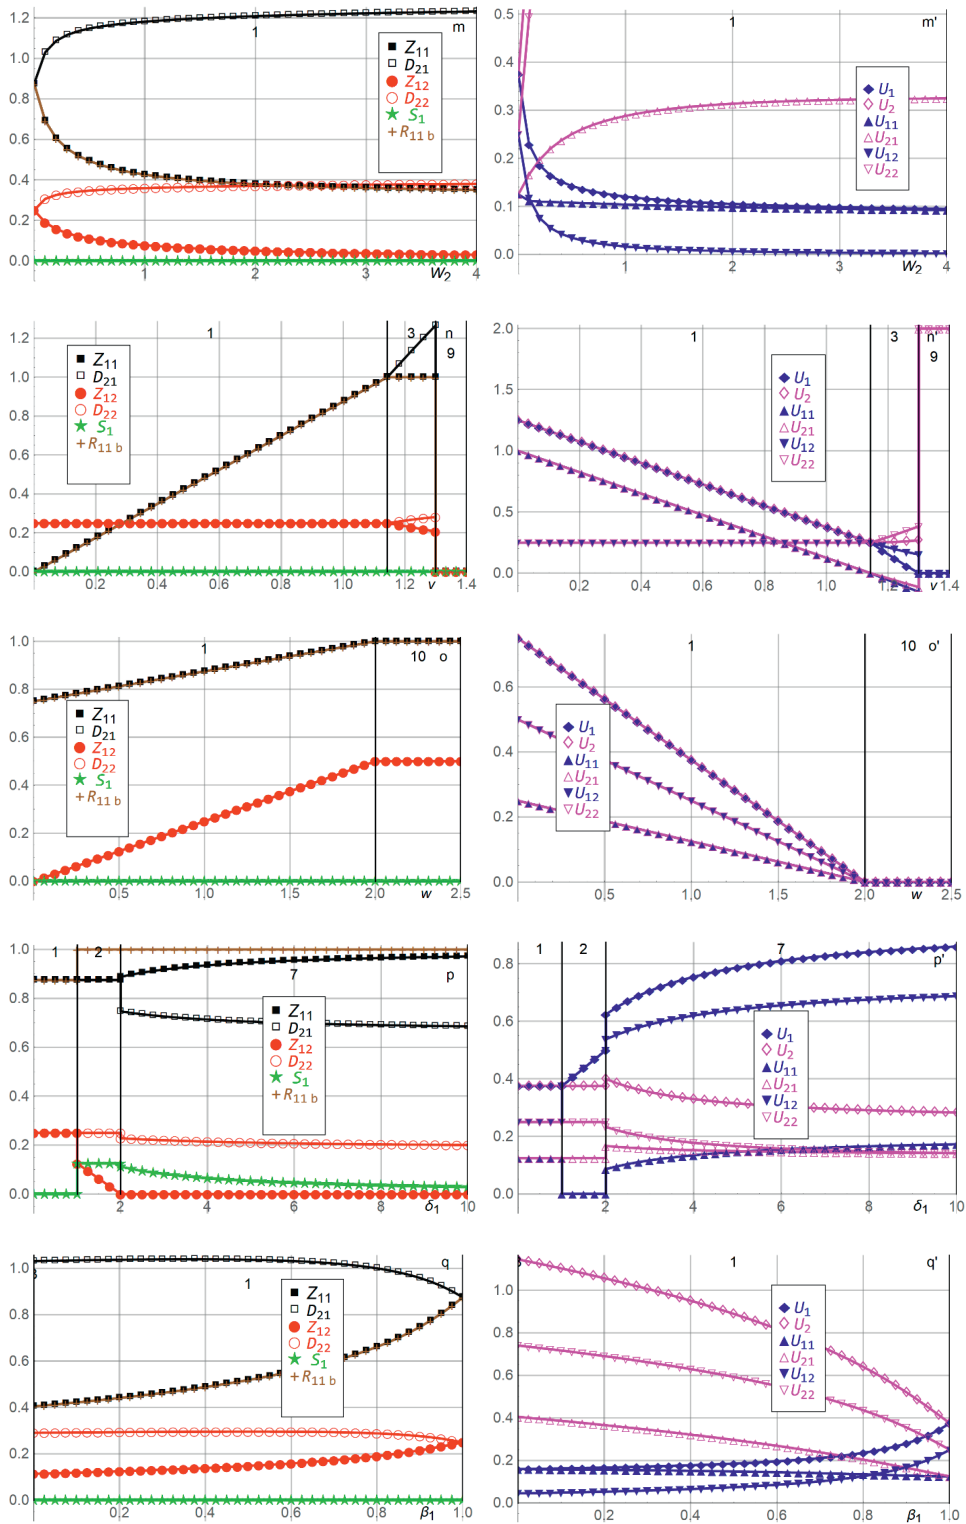 1.2
1.0
0.8
0.6
0.4
0.2
0.0
1
m
Z11
D21
Z12
D22
S1
+R11 b
1 2 3 4
W2
0.5
0.4
0.3
0.2
0.1
0.0
1
m'
U1
U2
U11
U21
U12
U22
1 2 3 4
W2
1.2
1.0
0.8
0.6
0.4
0.2
0.0
1 3 n
9
Z11
D21
Z12
D22
S1
+R11 b
0.2 0.4 0.6 0.8 1.0 1.2 1.4
v
2.0
1.5
1.0
0.5
0.0
1 3 n'
9
U1
U2
U11
U21
U12
U22
0.2 0.4 0.6 0.8 1.0 1.4
v
1.0
0.8
0.6
0.4
0.2
0.0
1 10 o
Z11
D21
Z12
D22
S1
+R11 b
0.5 1.0 1.5 2.0 2.5
w
0.6
0.4
0.2
0.0
1 10 o'
U1
U2
U11
U21
U12
U22
0.5 1.0 1.5 2.0 2.5
w
1.0
0.8
0.6
0.4
0.2
0.0
1 2 7 p
Z11
D21
Z12
D22
S1
+R11 b
2 4 6 8 10
δ1
0.8
0.6
0.4
0.2
0.0
1 2 7 p'
U1
U2
U11
U21
U12
U22
2 4 6 8 10
δ1
1.0
0.8
0.6
0.4
0.2
0.0
1 q
Z11
D21
Z12
D22
S1
+R11 b
0.2 0.4 0.6 0.8 1.0
β1
1.0
0.8
0.6
0.4
0.2
0.0
1 q'
U1
U2
U11
U21
U12
U22
0.2 0.4 0.6 0.8 1.0
β1